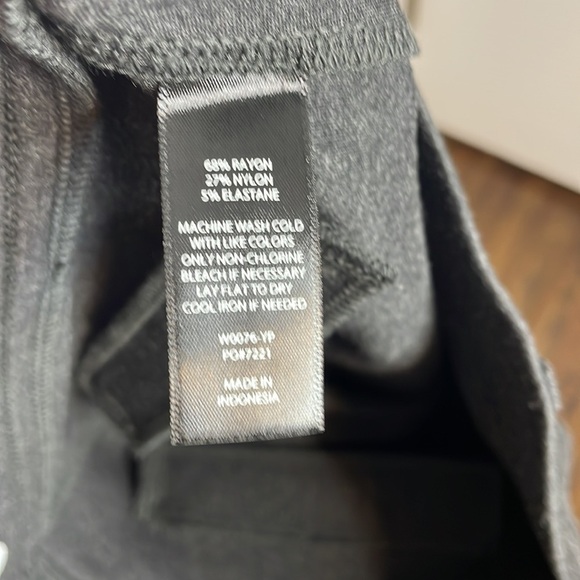 68% RAYON
27% NYLON
5% ELASTANE
MACHINE WASH COLD
WITH LIKE COLORS
ONLY NON-CHLORINE
BLEACH IF NECESSARY
LAY FLAT TO DRY
COOL IRON IF NEEDED
W0076-YP
PO#7221
MADE IN
INDONESIA